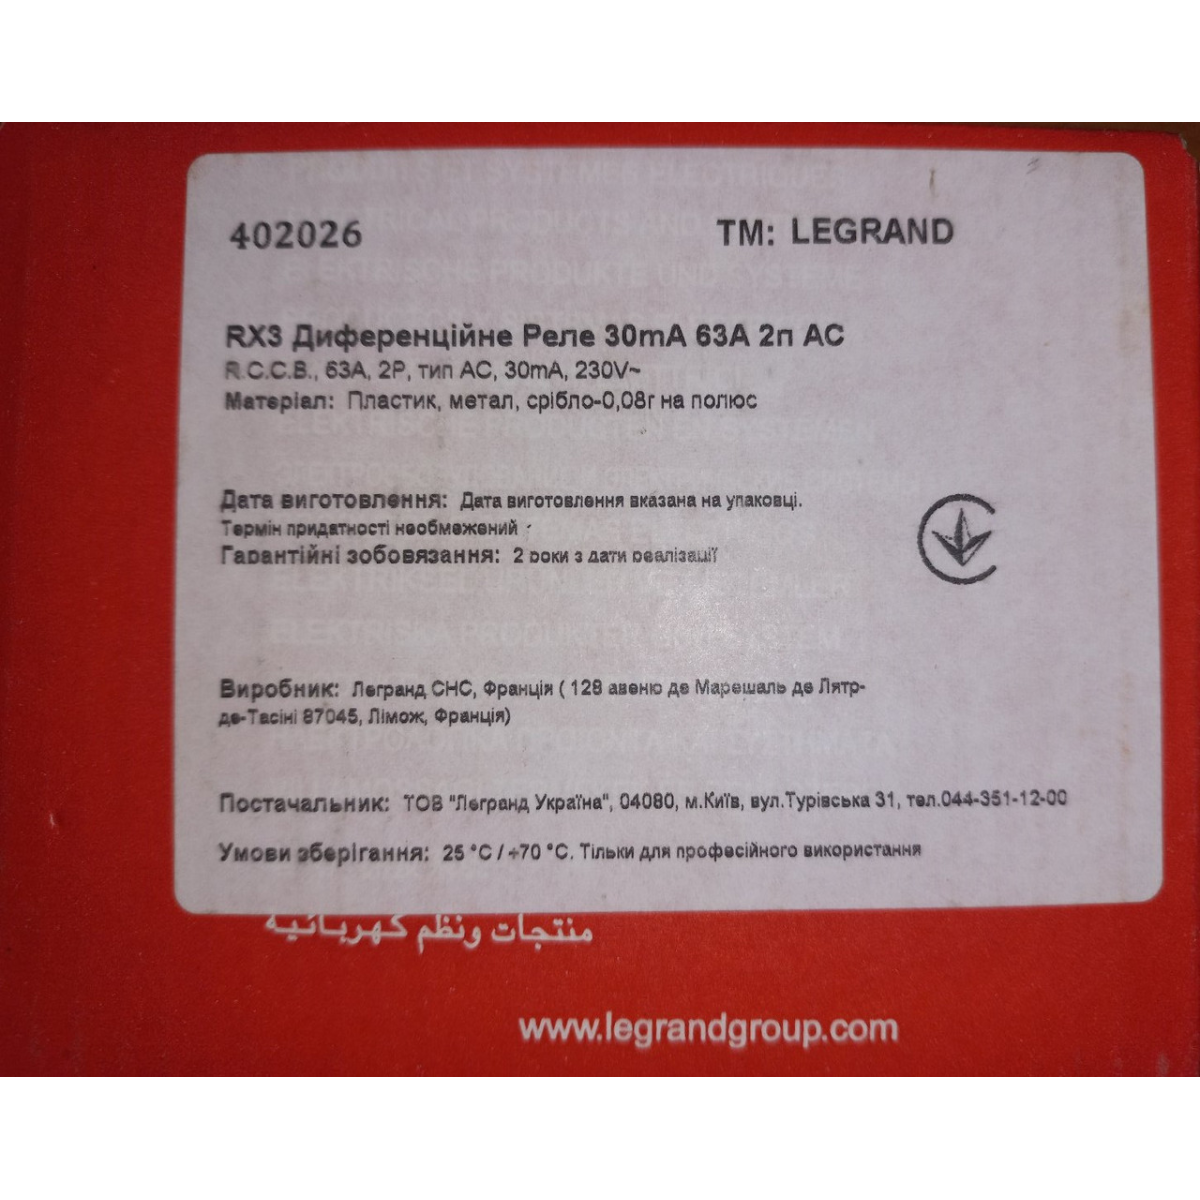 402026 TM: LEGRAND
RX3 Диференційне Реле 30mA 63A 2п AC
R.C.C.B., 63A, 2P, тип AC, 30mA, 230V~
Матеріал: Пластик, метал, срібло-0,08г на полюс
Дата виготовлення: Дата виготовлення вказана на упаковці.
Термін придатності необмежений
Гарантійні зобовязання: 2 роки з дати реалізації
Виробник: Легранд СНС, Франція ( 128 авеню де Марешаль де Лятр-
де-Тасіні 87045, Лімож, Франція)
Постачальник: ТОВ "Легранд Україна", 04080, м.Київ, вул.Турівська 31, тел.044-351-12-00
Умови зберігання: 25 °C / +70 °C. Тільки для професійного використання
منتجات ونظم كهربائية
www.legrandgroup.com